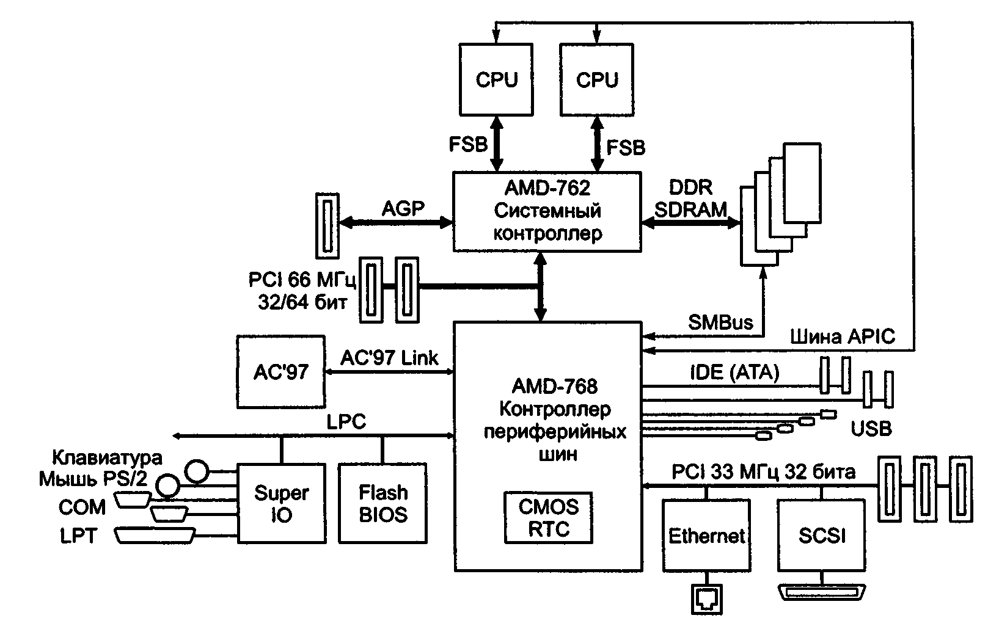 CPU
CPU
FSB
FSB
AMD-762
Системный
контроллер
AGP
DDR
SDRAM
PCI 66 МГц
32/64 бит
SMBus
Шина APIC
AC'97
AC'97 Link
IDE (ATA)
AMD-768
Контроллер
периферийных
шин
LPC
USB
Клавиатура
Мышь PS/2
COM
LPT
Super
IO
Flash
BIOS
CMOS
RTC
PCI 33 МГц 32 бита
Ethernet
SCSI